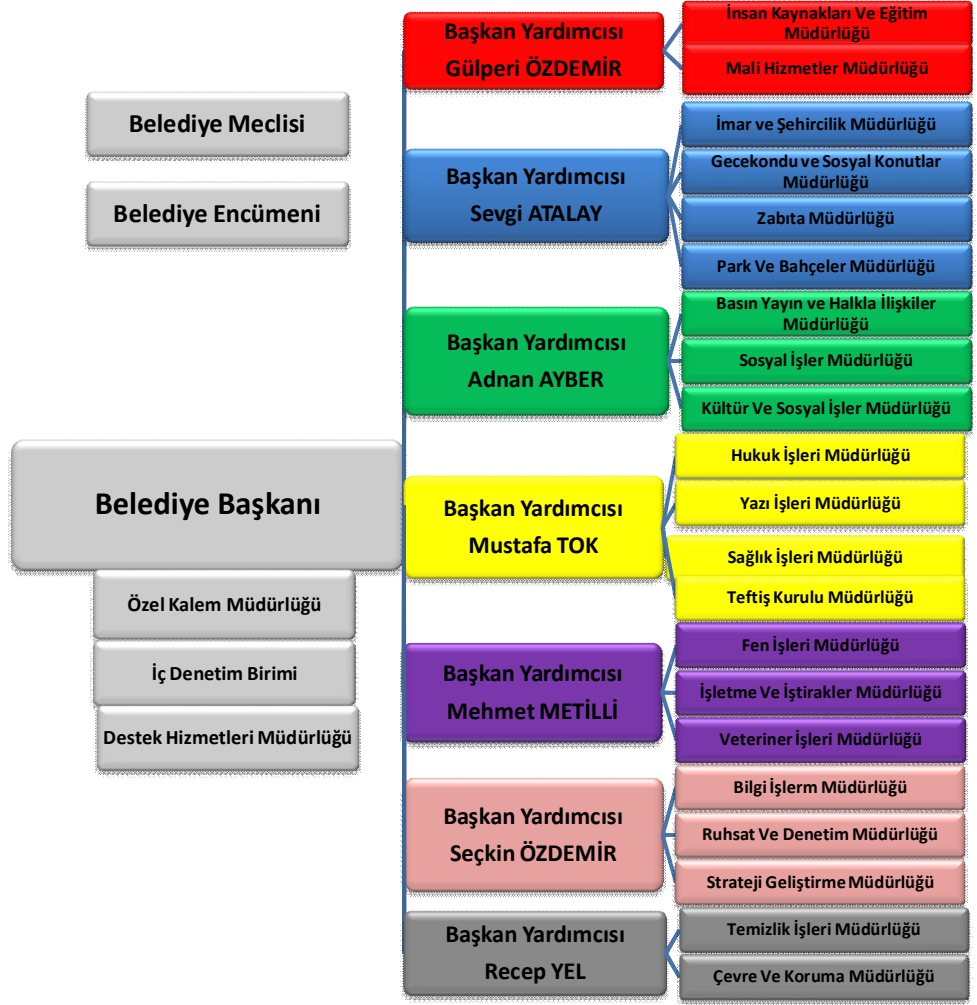 Belediye Meclisi
Belediye Encümeni
Belediye Başkanı
Özel Kalem Müdürlüğü
İç Denetim Birimi
Destek Hizmetleri Müdürlüğü
Başkan Yardımcısı
Gülperi ÖZDEMİR
İnsan Kaynakları Ve Eğitim
Müdürlüğü
Mali Hizmetler Müdürlüğü
Başkan Yardımcısı
Sevgi ATALAY
İmar ve Şehircilik Müdürlüğü
Gecekondu ve Sosyal Konutlar
Müdürlüğü
Zabıta Müdürlüğü
Park Ve Bahçeler Müdürlüğü
Başkan Yardımcısı
Adnan AYBER
Basın Yayın ve Halkla İlişkiler
Müdürlüğü
Sosyal İşler Müdürlüğü
Kültür Ve Sosyal İşler Müdürlüğü
Başkan Yardımcısı
Mustafa TOK
Hukuk İşleri Müdürlüğü
Yazı İşleri Müdürlüğü
Sağlık İşleri Müdürlüğü
Teftiş Kurulu Müdürlüğü
Başkan Yardımcısı
Mehmet METİLLİ
Fen İşleri Müdürlüğü
İşletme Ve İştirakler Müdürlüğü
Veteriner İşleri Müdürlüğü
Başkan Yardımcısı
Seçkin ÖZDEMİR
Bilgi İşlerm Müdürlüğü
Ruhsat Ve Denetim Müdürlüğü
Strateji Geliştirme Müdürlüğü
Başkan Yardımcısı
Recep YEL
Temizlik İşleri Müdürlüğü
Çevre Ve Koruma Müdürlüğü